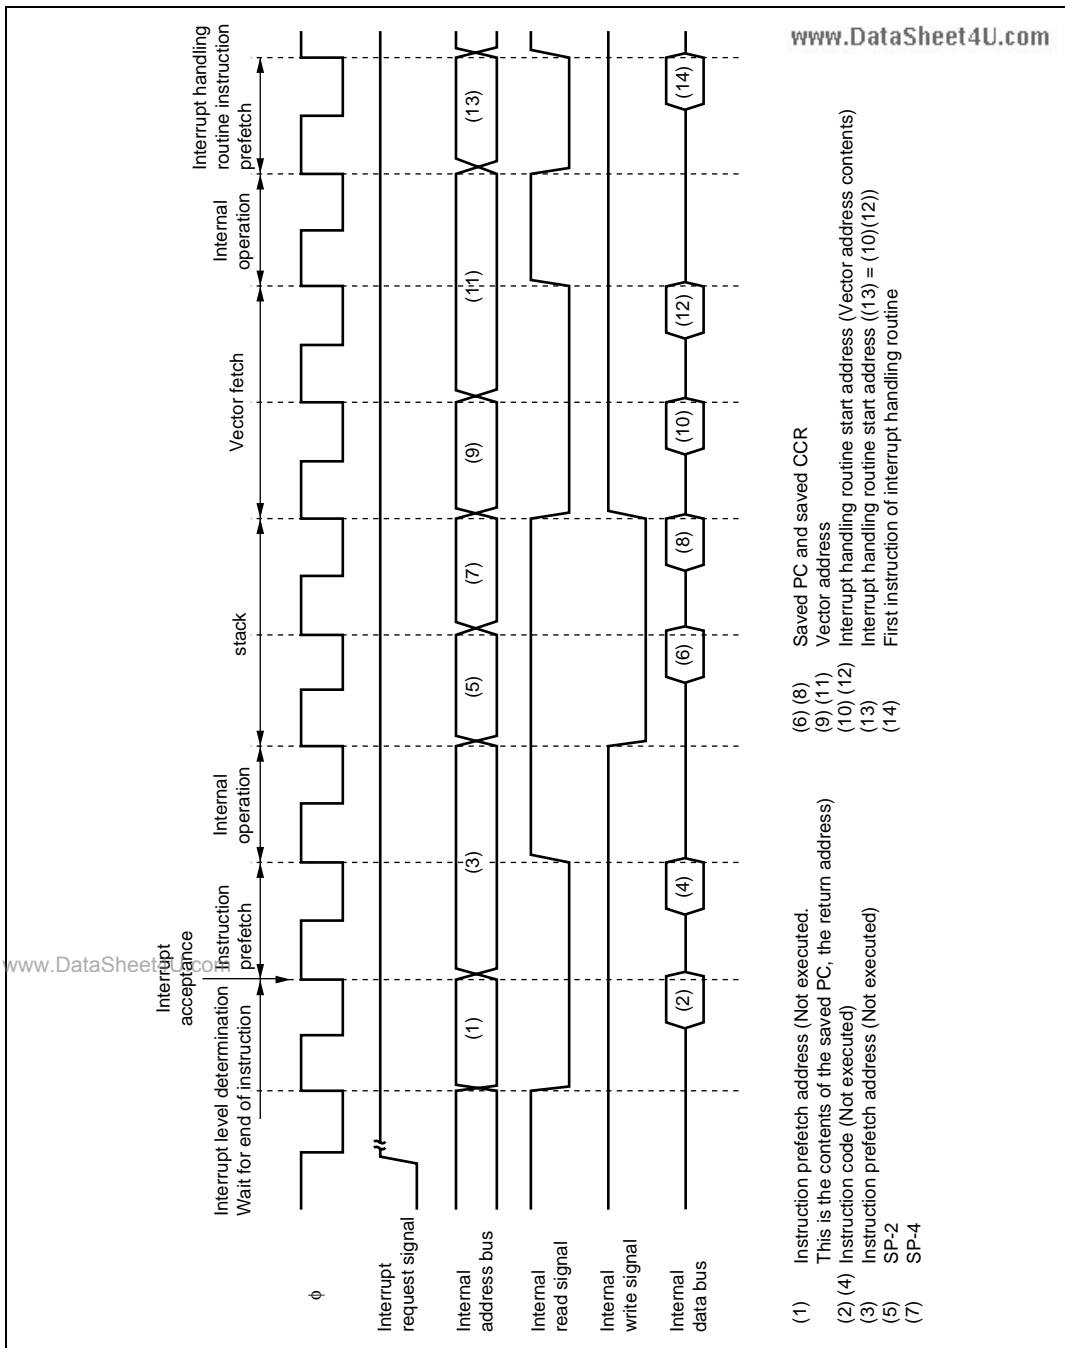 www.DataSheet4U.com
Interrupt level determination
Wait for end of instruction
Interrupt
acceptance
Instruction
prefetch
Internal
operation
stack
Vector fetch
Internal
operation
Interrupt handling
routine instruction
prefetch
φ
Interrupt
request signal
Internal
address bus
(1)
(3)
(5)
(7)
(9)
(11)
(13)
Internal
read signal
Internal
write signal
Internal
data bus
(2)
(4)
(6)
(8)
(10)
(12)
(14)
(1) Instruction prefetch address (Not executed.
This is the contents of the saved PC, the return address)
(2) (4) Instruction code (Not executed)
(3) Instruction prefetch address (Not executed)
(5) SP-2
(7) SP-4
(6) (8) Saved PC and saved CCR
(9) (11) Vector address
(10) (12) Interrupt handling routine start address (Vector address contents)
(13) Interrupt handling routine start address ((13) = (10)(12))
(14) First instruction of interrupt handling routine
www.DataSheet4U.com